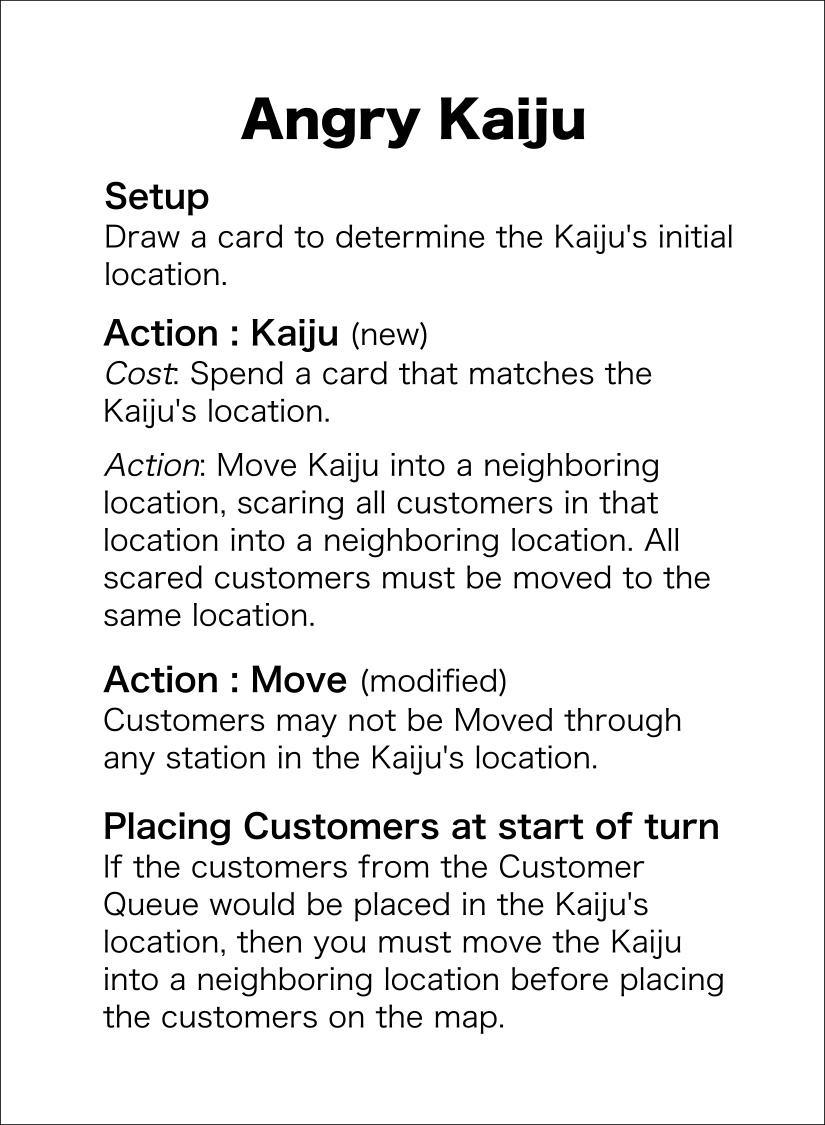 Angry Kaiju
Setup
Draw a card to determine the Kaiju's initial
location.
Action : Kaiju (new)
Cost: Spend a card that matches the
Kaiju's location.
Action: Move Kaiju into a neighboring
location, scaring all customers in that
location into a neighboring location. All
scared customers must be moved to the
same location.
Action : Move (modified)
Customers may not be Moved through
any station in the Kaiju's location.
Placing Customers at start of turn
If the customers from the Customer
Queue would be placed in the Kaiju's
location, then you must move the Kaiju
into a neighboring location before placing
the customers on the map.